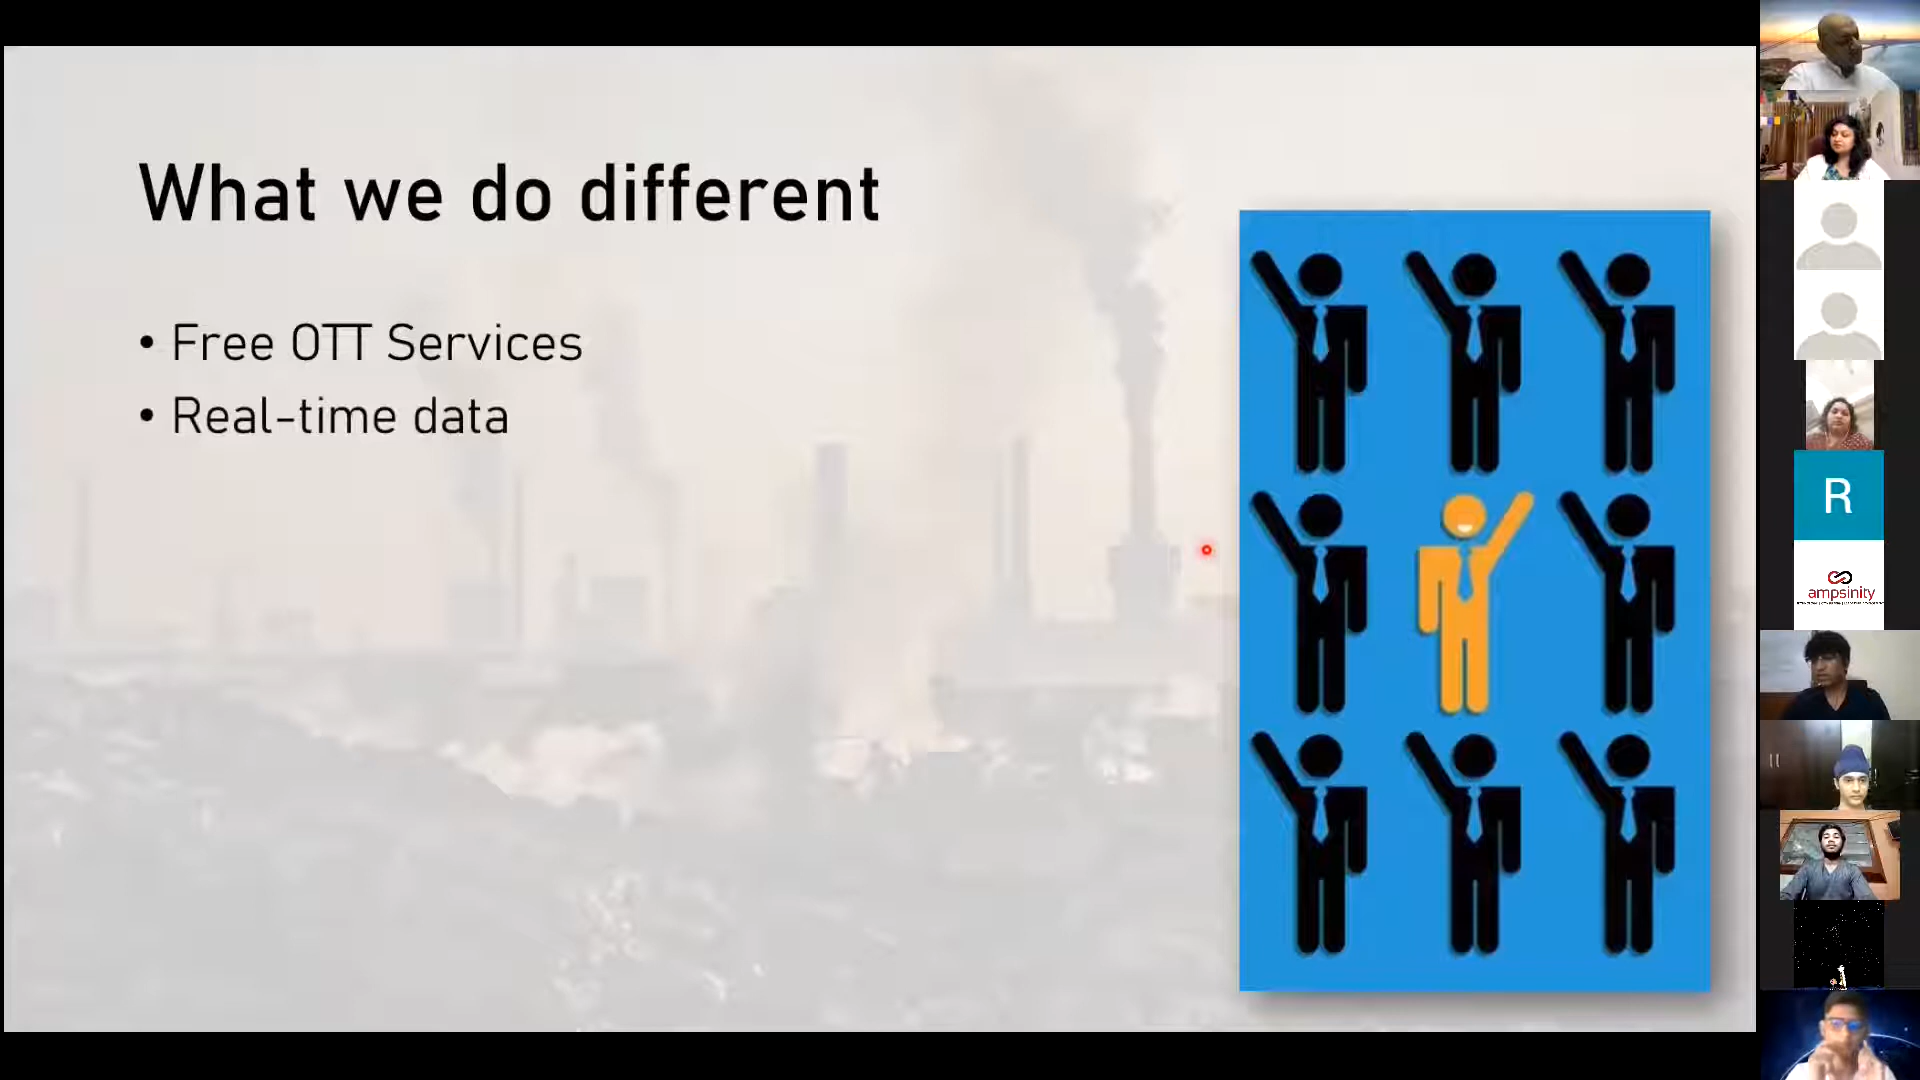 What we do different
• Free OTT Services
• Real-time data
R
ampsinity